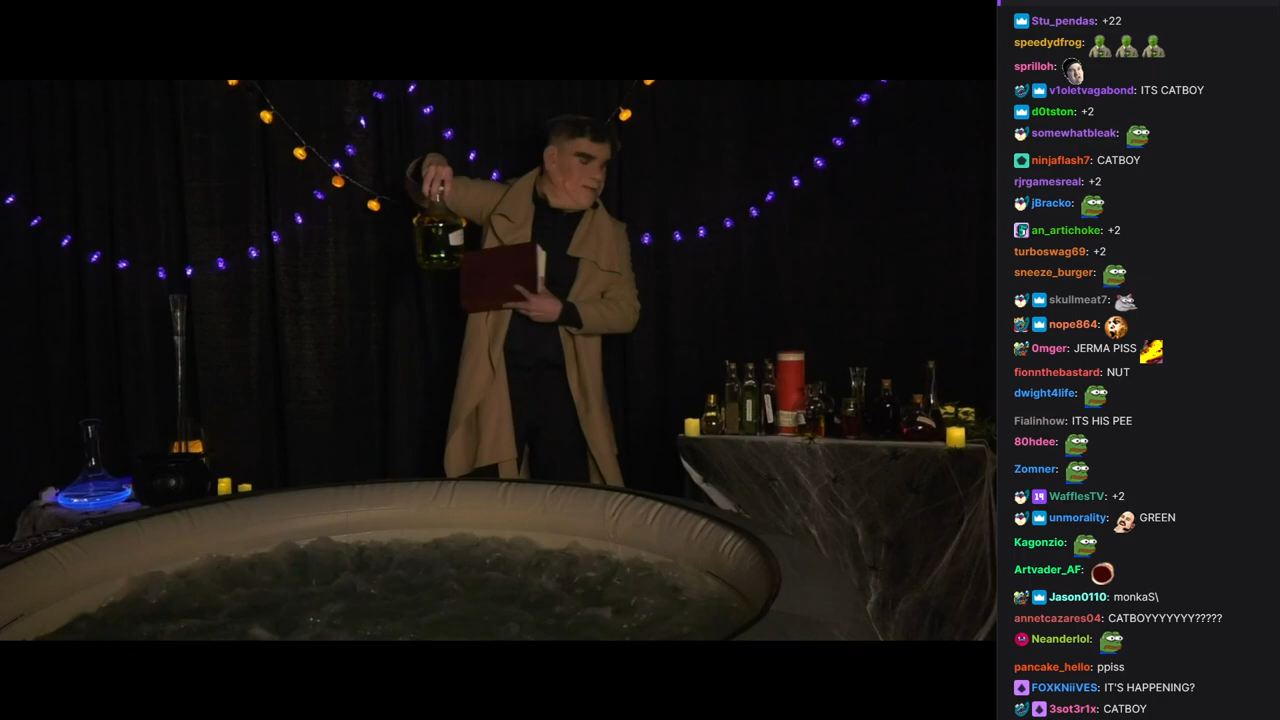 Stu_pendas: +22
speedydfrog:
sprilloh:
v1oletvagabond: ITS CATBOY
d0tston: +2
somewhatbleak:
ninjaflash7: CATBOY
rjrgamesreal: +2
jBracko:
an_artichoke: +2
turboswag69: +2
sneeze_burger:
skullmeat7:
nope864:
0mger: JERMA PISS
fionnthebastard: NUT
dwight4life:
Fialinhow: ITS HIS PEE
80hdee:
Zomner:
WafflesTV: +2
unmorality: GREEN
Kagonzio:
Artvader_AF:
Jason0110: monkaS\
annetcazares04: CATBOYYYYYYY?????
Neanderlol:
pancake_hello: ppiss
FOXKNiiVES: IT'S HAPPENING?
3sot3r1x: CATBOY